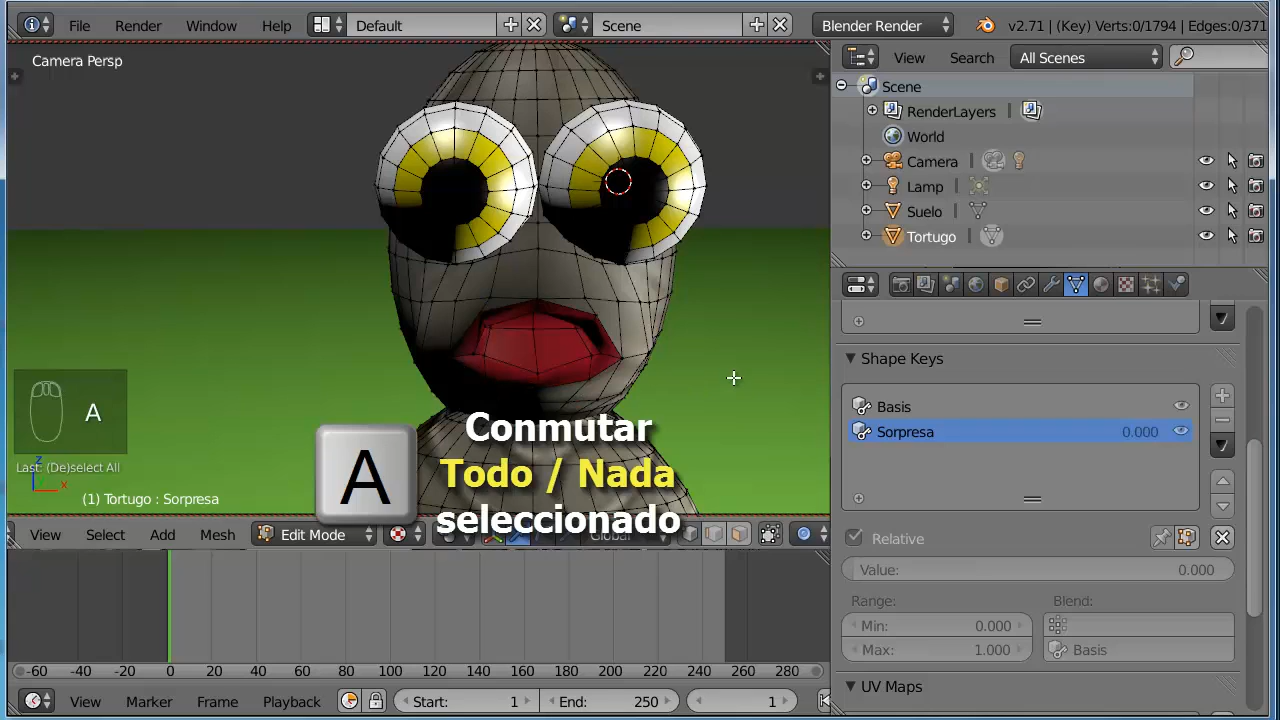 File Render Window Help Default Scene Blender Render v2.71 | (Key) Verts:0/1794 | Edges:0/371
Camera Persp
View Search All Scenes
Scene
RenderLayers
World
Camera
Lamp
Suelo
Tortugo
Shape Keys
Basis
Sorpresa 0.000
Relative
Value: 0.000
Range: Blend:
Min: 0.000
Max: 1.000 Basis
UV Maps
A
Last: (De)select All
z
x
(1) Tortugo : Sorpresa
A
Conmutar
Todo / Nada
seleccionado
View Select Add Mesh Edit Mode Global
-60 -40 -20 0 20 40 60 80 100 120 140 160 180 200 220 240 260 280
View Marker Frame Playback Start: 1 End: 250 1